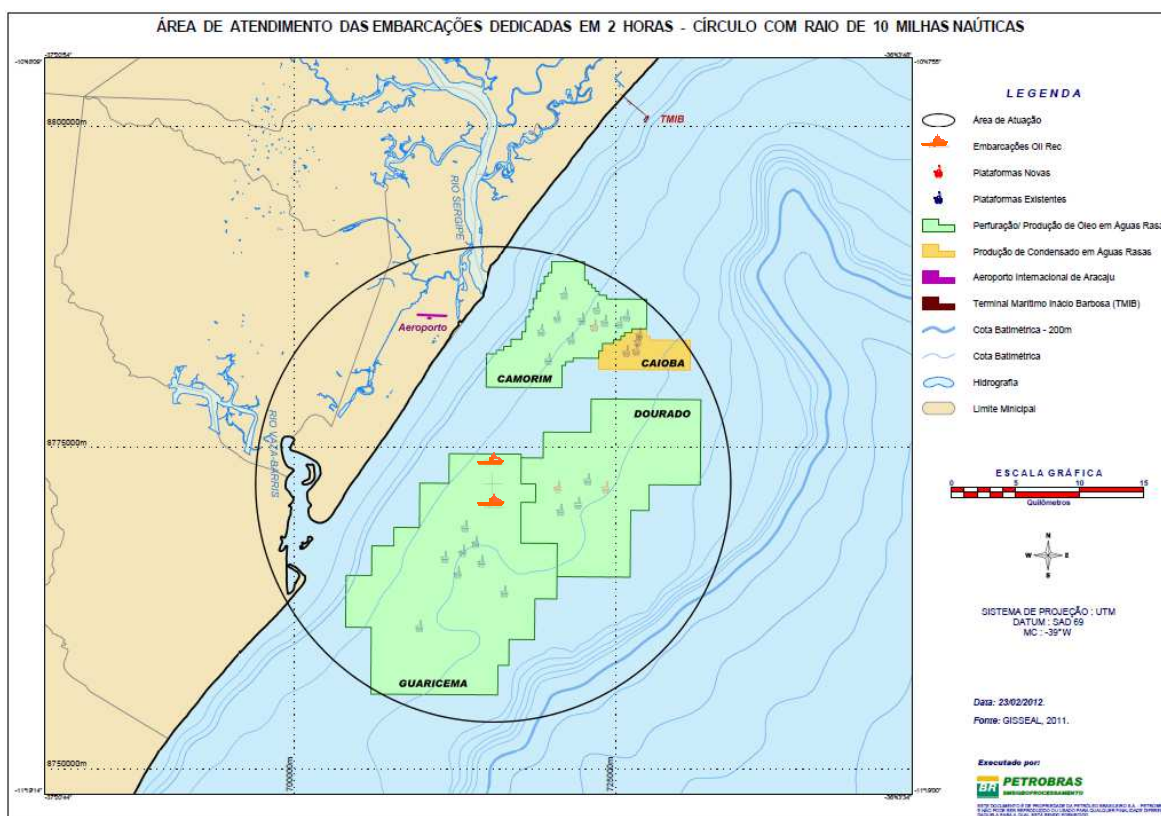 ÁREA DE ATENDIMENTO DAS EMBARCAÇÕES DEDICADAS EM 2 HORAS - CÍRCULO COM RAIO DE 10 MILHAS NAÚTICAS
8800000m
TMIB
RIO SERGIPE
Aeroporto
CAMORIM
CAIOBA
DOURADO
8775000m
RIO VAZA-BARRIS
GUARICEMA
8750000m
700000m
725000m
LEGENDA
Área de Atuação
Embarcações Oil Rec
Plataformas Novas
Plataformas Existentes
Perfuração/ Produção de Óleo em Águas Rasa
Produção de Condensado em Águas Rasas
Aeroporto Internacional de Aracaju
Terminal Marítimo Inácio Barbosa (TMIB)
Cota Batimétrica - 200m
Cota Batimétrica
Hidrografia
Limite Minicipal
ESCALA GRÁFICA
0 5 10 15
Quilômetros
N
W E
S
SISTEMA DE PROJEÇÃO : UTM
DATUM : SAD 69
MC : -39°W
Data: 23/02/2012.
Fonte: GISSEAL, 2011.
Executado por:
BR PETROBRAS